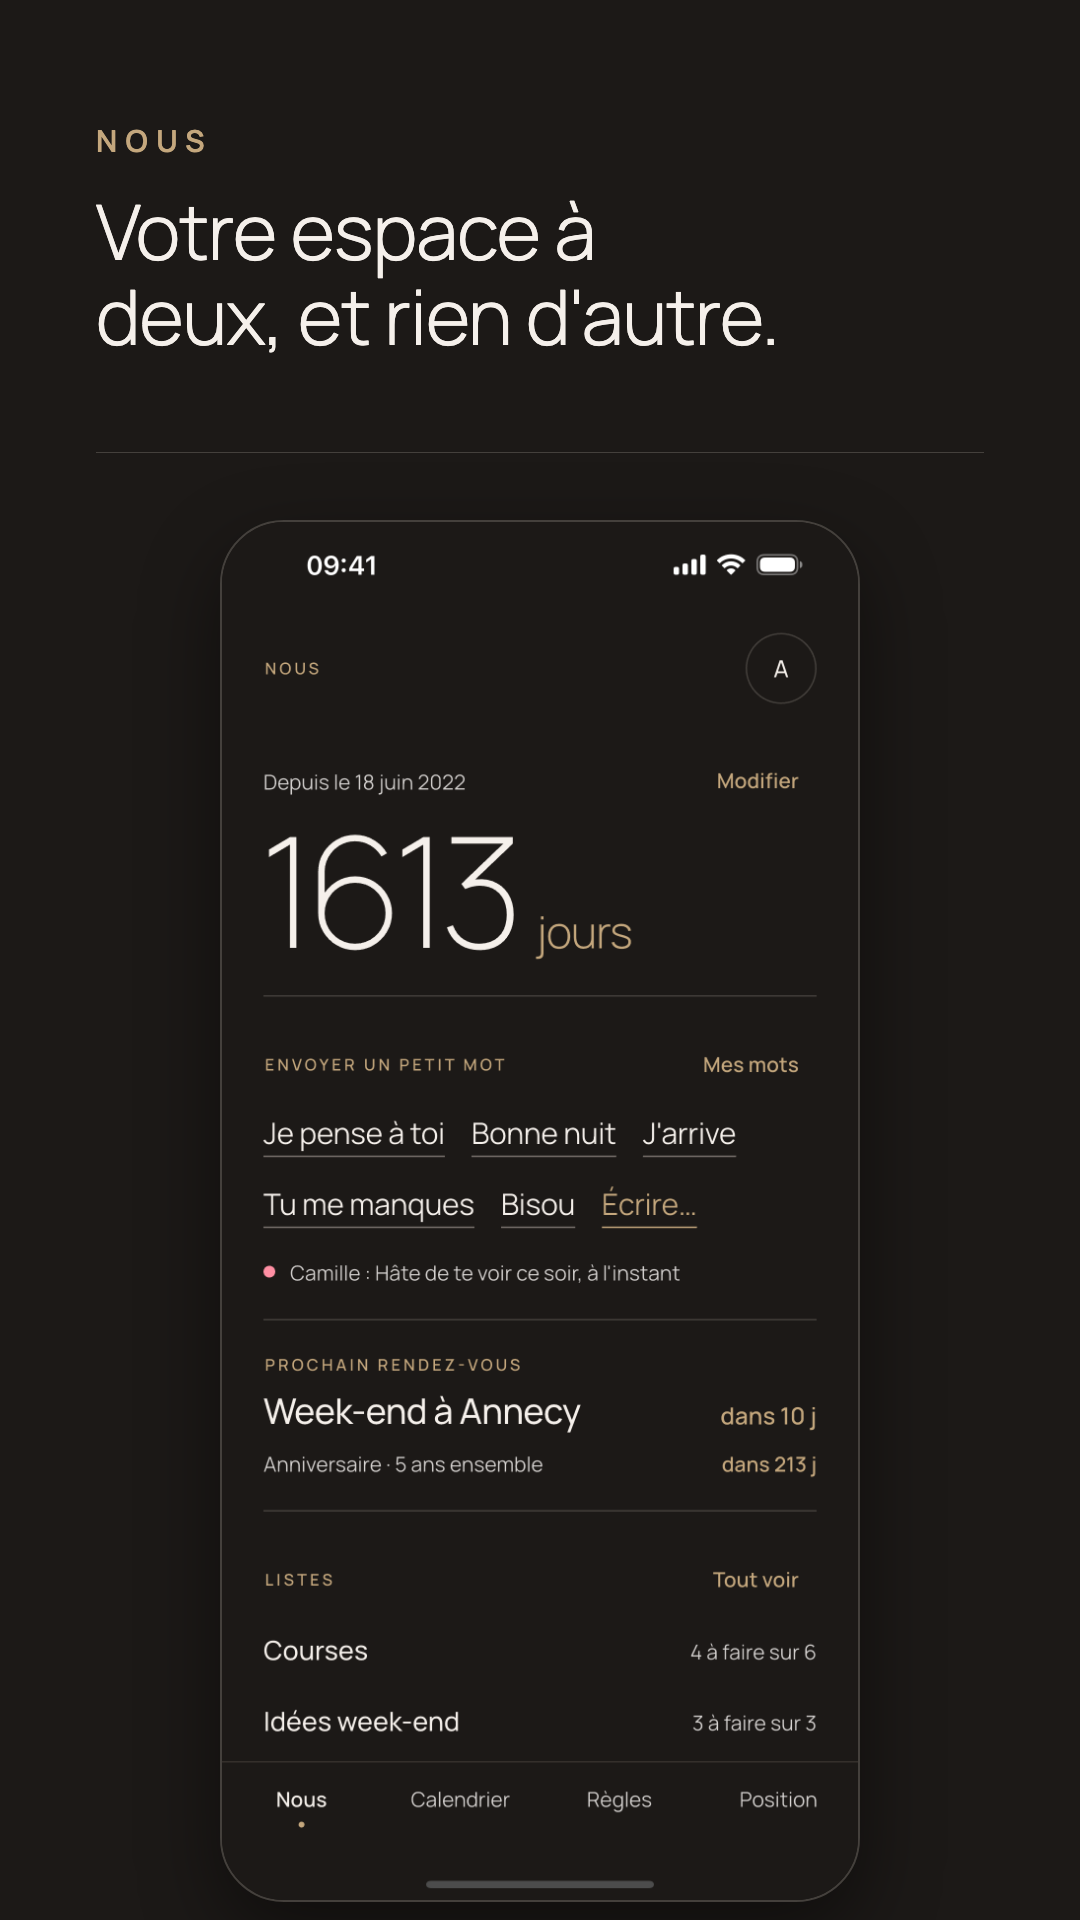 NOUS
Votre espace à
deux, et rien d'autre.
09:41
NOUS
A
Depuis le 18 juin 2022
Modifier
1613 jours
ENVOYER UN PETIT MOT
Mes mots
Je pense à toi
Bonne nuit
J'arrive
Tu me manques
Bisou
Écrire...
Camille : Hâte de te voir ce soir, à l'instant
PROCHAIN RENDEZ-VOUS
Week-end à Annecy
dans 10 j
Anniversaire · 5 ans ensemble
dans 213 j
LISTES
Tout voir
Courses
4 à faire sur 6
Idées week-end
3 à faire sur 3
Nous
Calendrier
Règles
Position